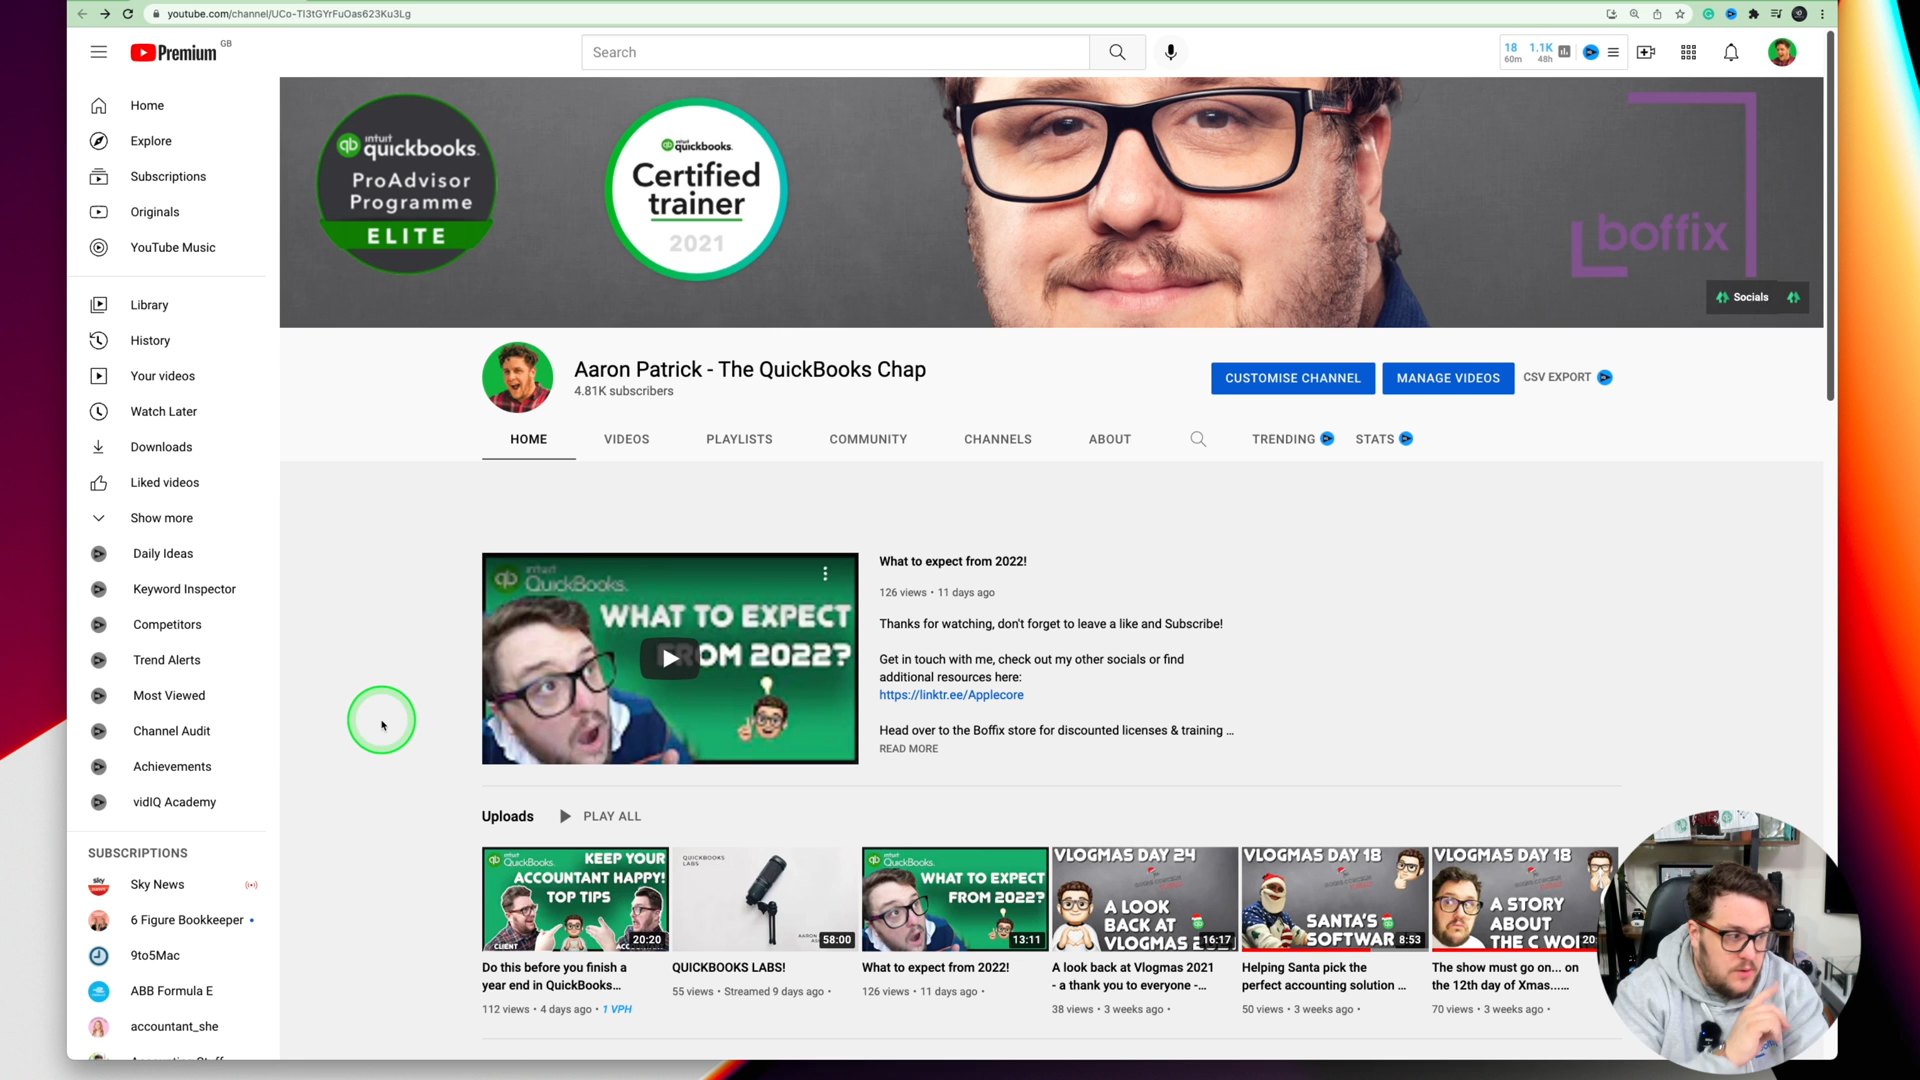 youtube.com/channel/UCo-TI3tGYrFuOas623Ku3Lg
Premium GB
Search
18 1.1K
60m 48h
Home
Explore
Subscriptions
Originals
YouTube Music
Library
History
Your videos
Watch Later
Downloads
Liked videos
Show more
Daily Ideas
Keyword Inspector
Competitors
Trend Alerts
Most Viewed
Channel Audit
Achievements
vidIQ Academy
SUBSCRIPTIONS
Sky News
6 Figure Bookkeeper
9to5Mac
ABB Formula E
accountant_she
intuit
quickbooks.
ProAdvisor
Programme
ELITE
quickbooks.
Certified
trainer
2021
boffix
Socials
Aaron Patrick - The QuickBooks Chap
4.81K subscribers
CUSTOMISE CHANNEL
MANAGE VIDEOS
CSV EXPORT
HOME
VIDEOS
PLAYLISTS
COMMUNITY
CHANNELS
ABOUT
TRENDING
STATS
intuit
QuickBooks.
WHAT TO EXPECT
FROM 2022?
What to expect from 2022!
126 views • 11 days ago
Thanks for watching, don't forget to leave a like and Subscribe!
Get in touch with me, check out my other socials or find
additional resources here:
https://linktr.ee/Applecore
Head over to the Boffix store for discounted licenses & training ...
READ MORE
Uploads
PLAY ALL
QuickBooks.
KEEP YOUR
ACCOUNTANT HAPPY!
TOP TIPS
CLIENT
20:20
Do this before you finish a
year end in QuickBooks...
112 views • 4 days ago • 1 VPH
QUICKBOOKS
LABS
58:00
QUICKBOOKS LABS!
55 views • Streamed 9 days ago •
QuickBooks.
WHAT TO EXPECT
FROM 2022?
13:11
What to expect from 2022!
126 views • 11 days ago •
VLOGMAS DAY 24
A LOOK
BACK AT
VLOGMAS
16:17
A look back at Vlogmas 2021
- a thank you to everyone -...
38 views • 3 weeks ago •
VLOGMAS DAY 18
SANTA'S
SOFTWAR
8:53
Helping Santa pick the
perfect accounting solution ...
50 views • 3 weeks ago •
VLOGMAS DAY 18
A STORY
ABOUT
THE C WO
20:
The show must go on... on
the 12th day of Xmas......
70 views • 3 weeks ago •